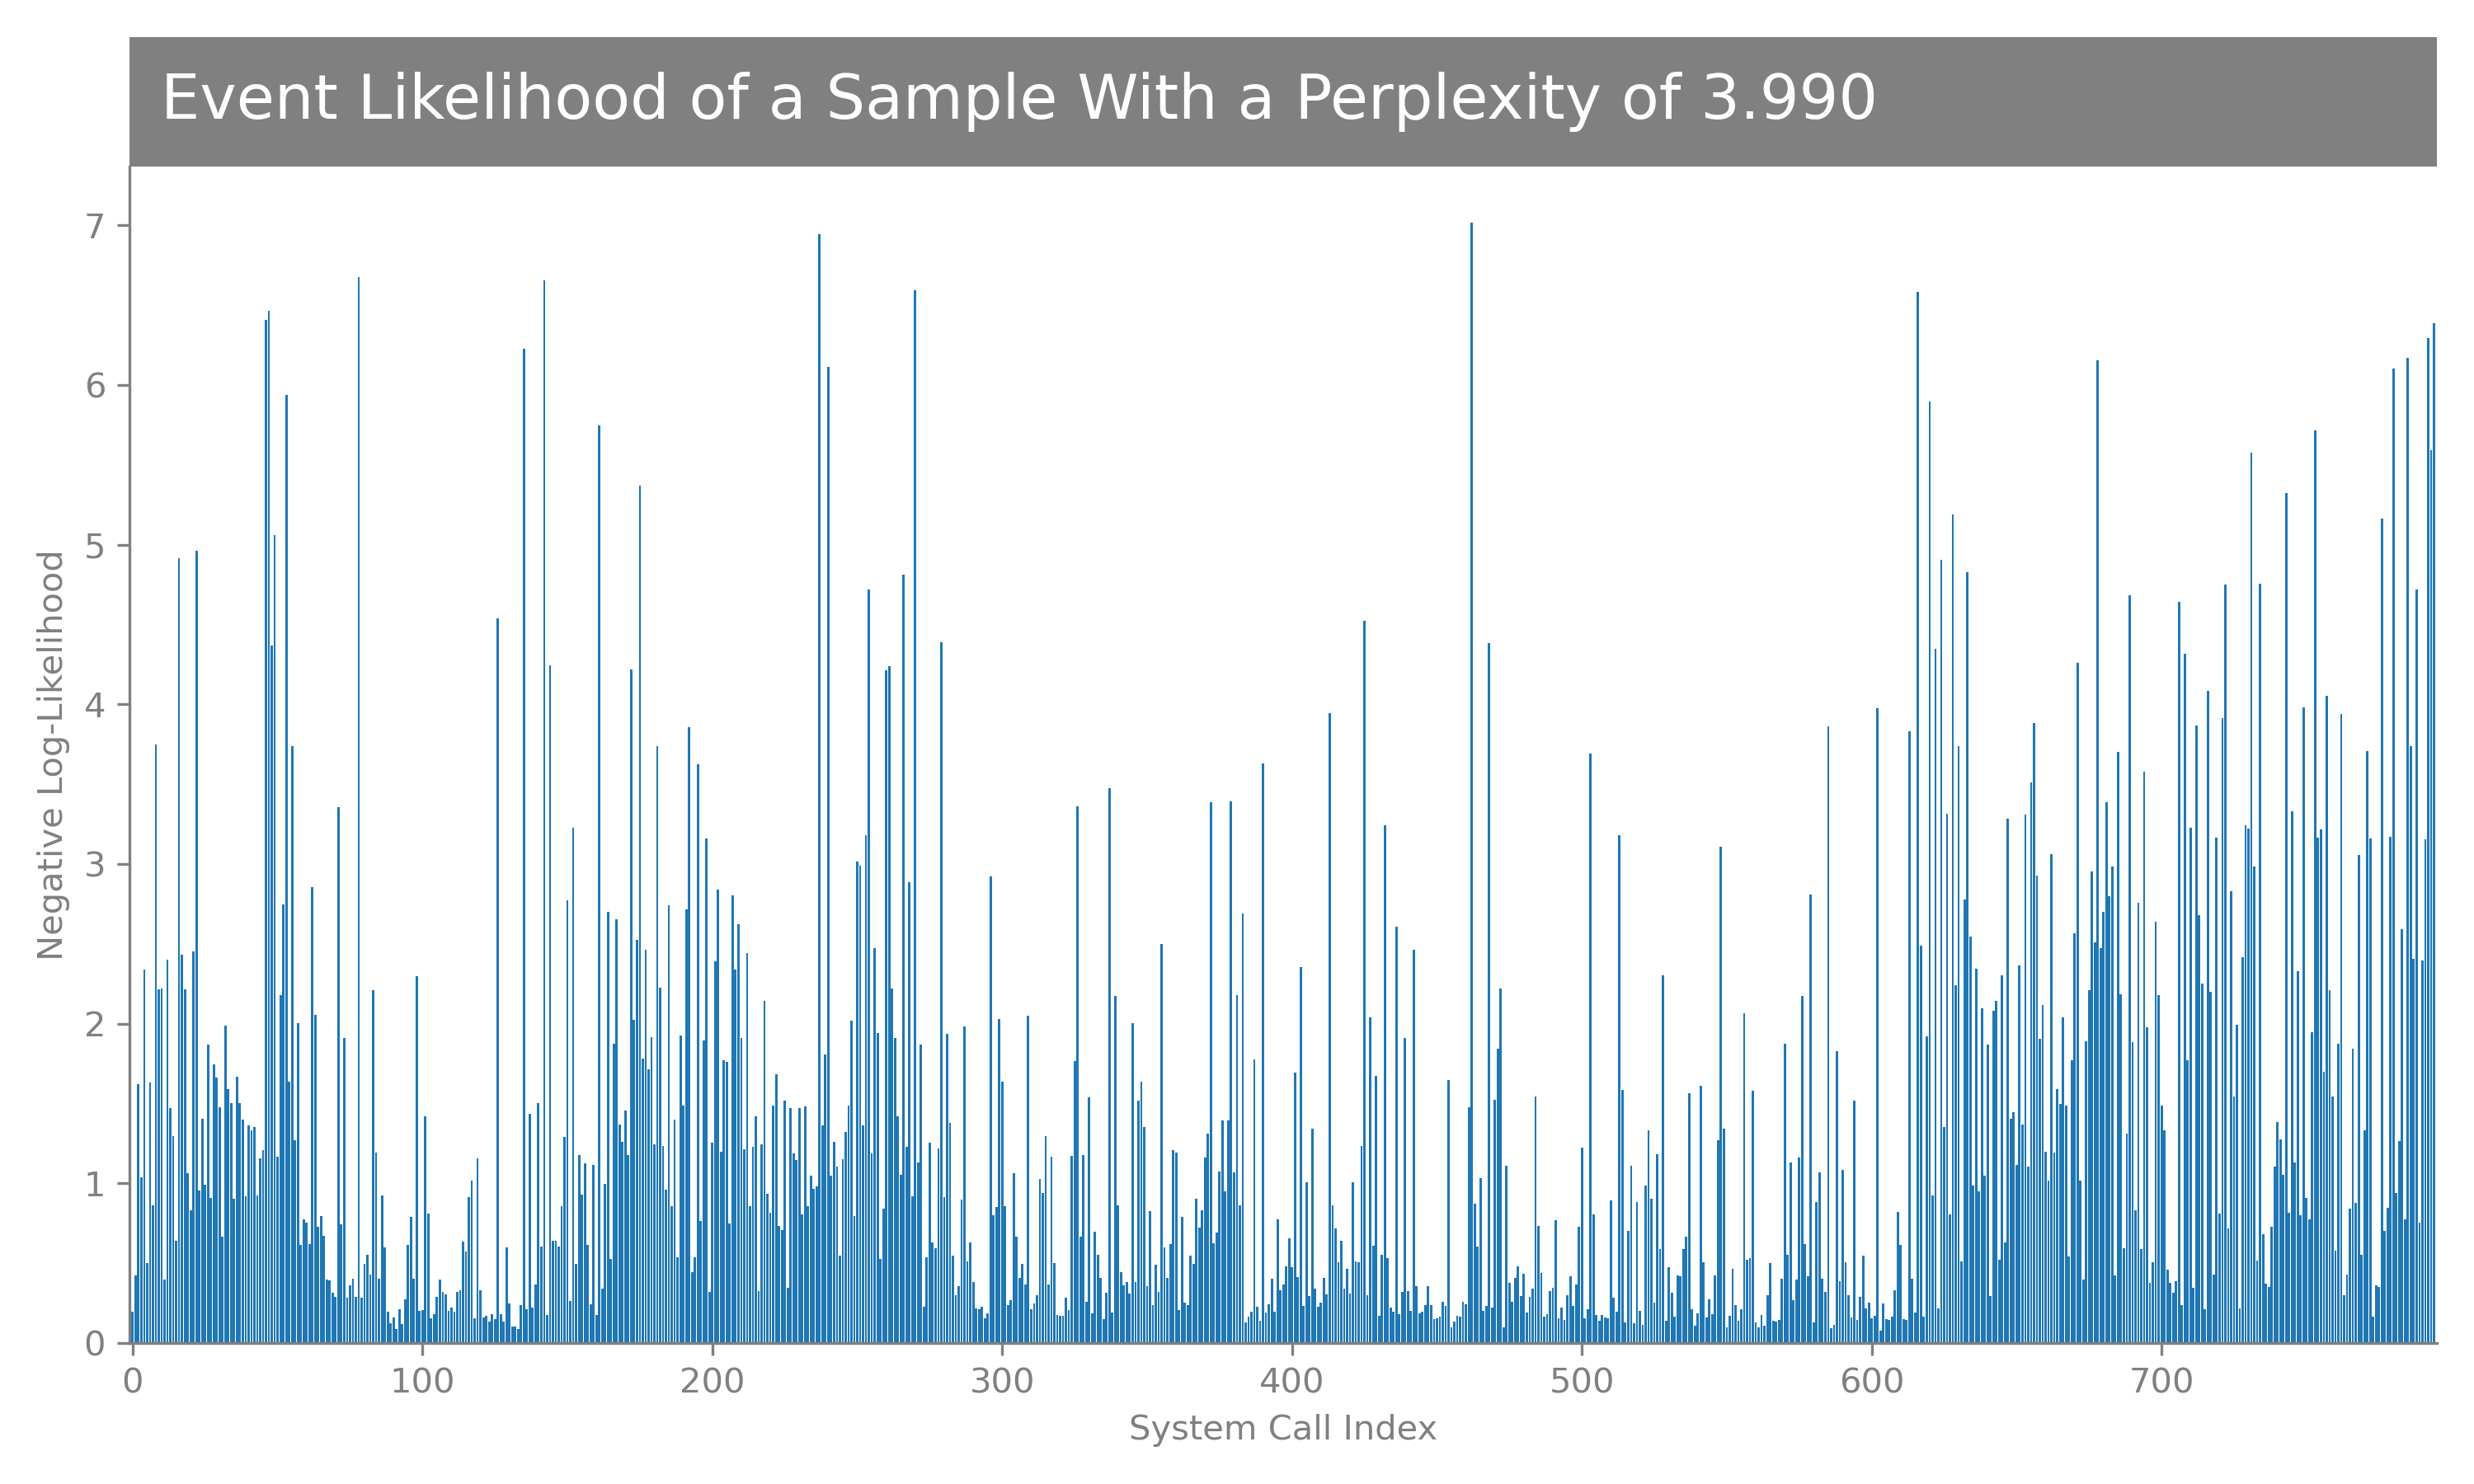 Event Likelihood of a Sample With a Perplexity of 3.990
Negative Log-Likelihood
7
6
5
4
3
2
1
0
0 100 200 300 400 500 600 700
System Call Index